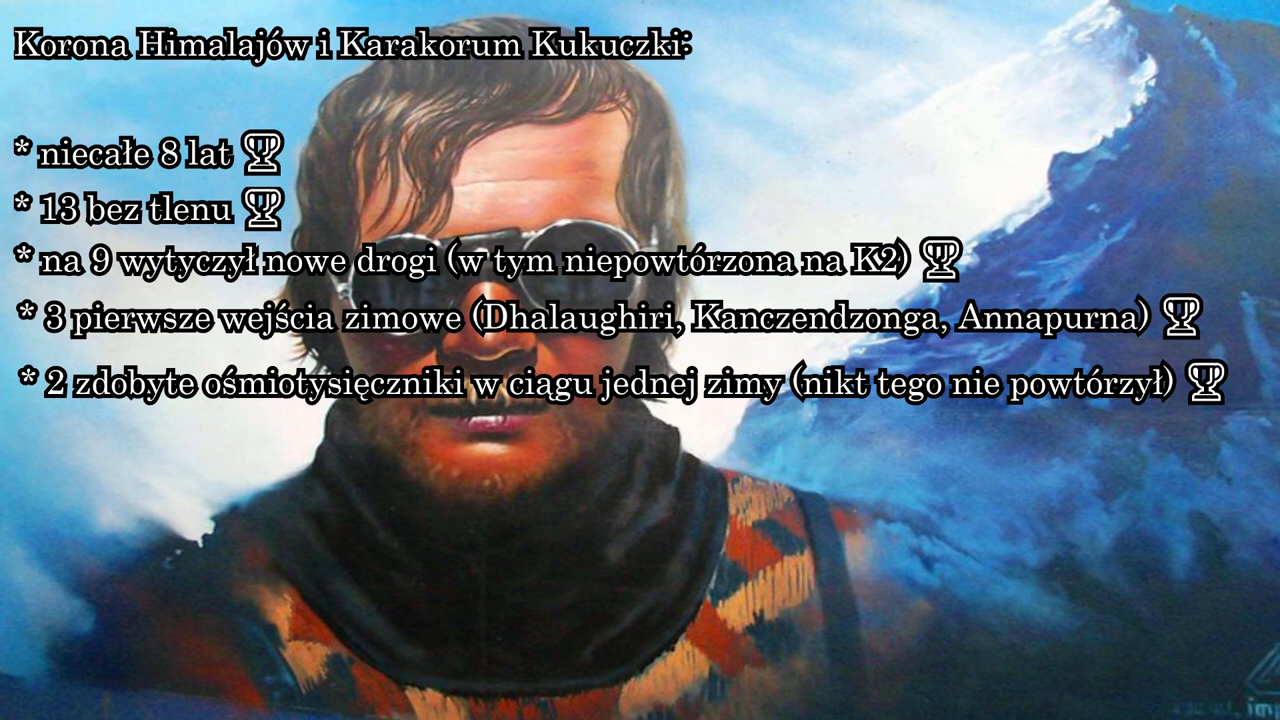 Korona Himalajów i Karakorum Kukuczki:
* niecałe 8 lat 🏆
* 13 bez tlenu 🏆
* na 9 wytyczył nowe drogi (w tym niepowtórzona na K2) 🏆
* 3 pierwsze wejścia zimowe (Dhalaughiri, Kanczendzonga, Annapurna) 🏆
* 2 zdobyte ośmiotysięczniki w ciągu jednej zimy (nikt tego nie powtórzył) 🏆